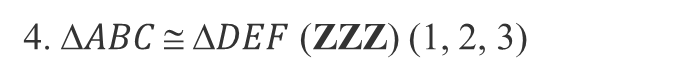 4. ΔABC ≅ ΔDEF (ZZZ) (1, 2, 3)